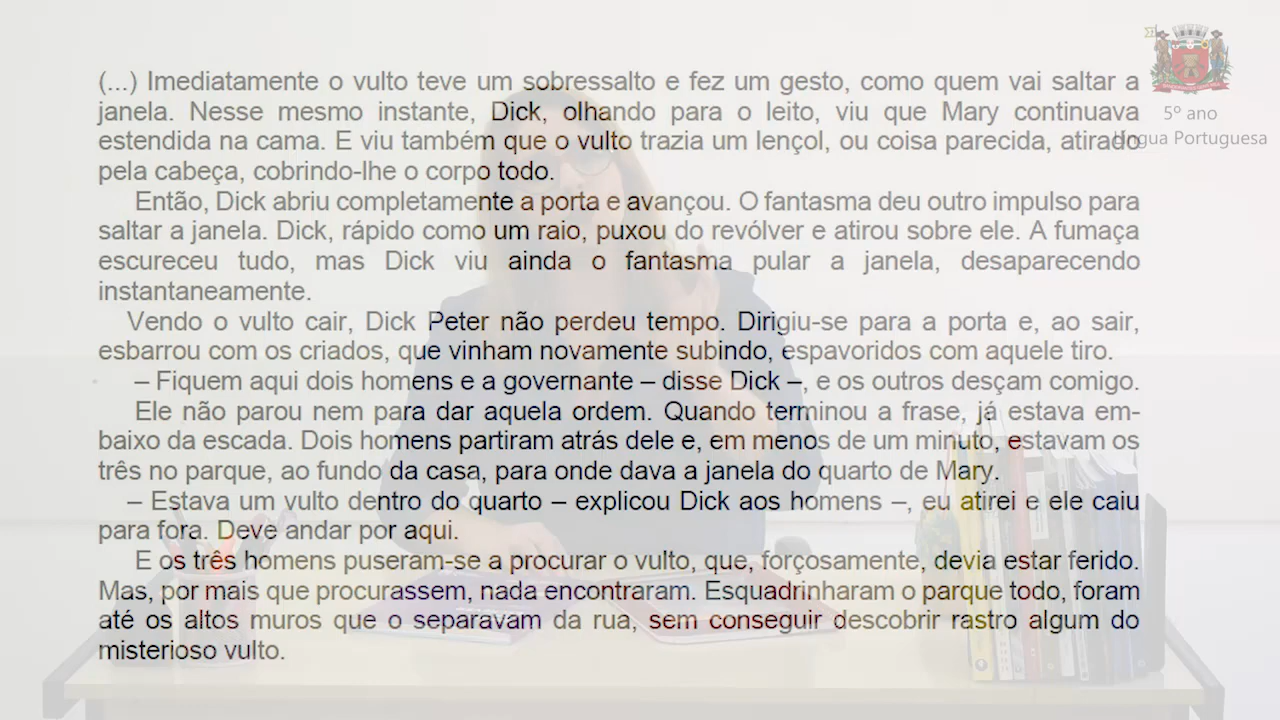 (...) Imediatamente o vulto teve um sobressalto e fez um gesto, como quem vai saltar a
janela. Nesse mesmo instante, Dick, olhando para o leito, viu que Mary continuava
estendida na cama. E viu também que o vulto trazia um lençol, ou coisa parecida, atirado
pela cabeça, cobrindo-lhe o corpo todo.
Então, Dick abriu completamente a porta e avançou. O fantasma deu outro impulso para
saltar a janela. Dick, rápido como um raio, puxou do revólver e atirou sobre ele. A fumaça
escureceu tudo, mas Dick viu ainda o fantasma pular a janela, desaparecendo
instantaneamente.
Vendo o vulto cair, Dick Peter não perdeu tempo. Dirigiu-se para a porta e, ao sair,
esbarrou com os criados, que vinham novamente subindo, espavoridos com aquele tiro.
– Fiquem aqui dois homens e a governante – disse Dick –, e os outros desçam comigo.
Ele não parou nem para dar aquela ordem. Quando terminou a frase, já estava em-
baixo da escada. Dois homens partiram atrás dele e, em menos de um minuto, estavam os
três no parque, ao fundo da casa, para onde dava a janela do quarto de Mary.
– Estava um vulto dentro do quarto – explicou Dick aos homens –, eu atirei e ele caiu
para fora. Deve andar por aqui.
E os três homens puseram-se a procurar o vulto, que, forçosamente, devia estar ferido.
Mas, por mais que procurassem, nada encontraram. Esquadrinharam o parque todo, foram
até os altos muros que o separavam da rua, sem conseguir descobrir rastro algum do
misterioso vulto.
5º ano
Língua Portuguesa